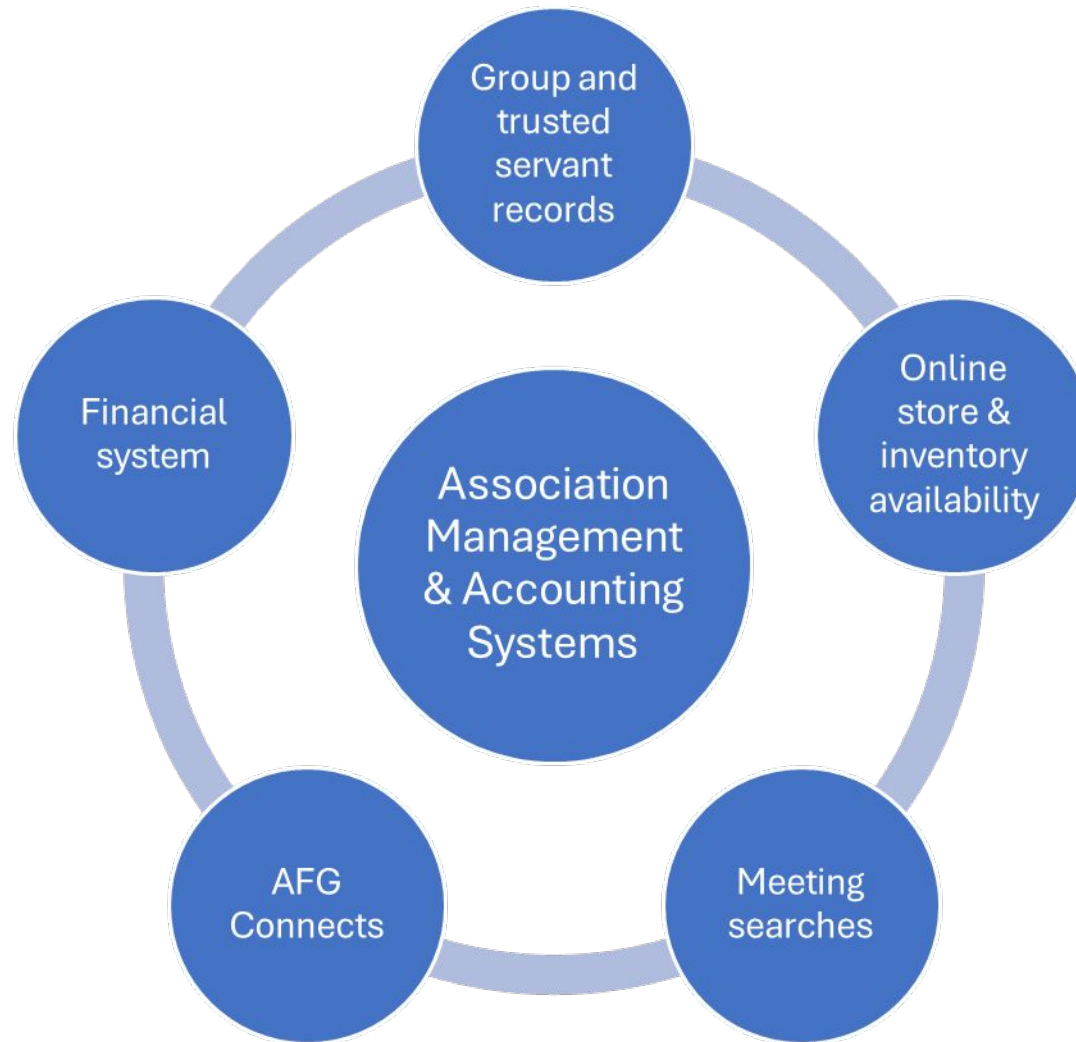 Group and
trusted
servant
records
Online
store &
inventory
availability
Meeting
searches
AFG
Connects
Financial
system
Association
Management
& Accounting
Systems